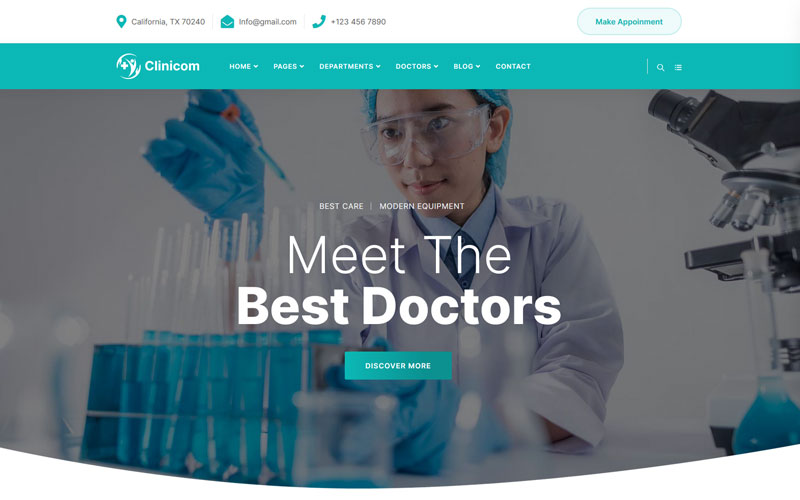 California, TX 70240
Info@gmail.com
+123 456 7890
Make Appoinment
Clinicom
HOME
PAGES
DEPARTMENTS
DOCTORS
BLOG
CONTACT
BEST CARE
MODERN EQUIPMENT
Meet The
Best Doctors
DISCOVER MORE